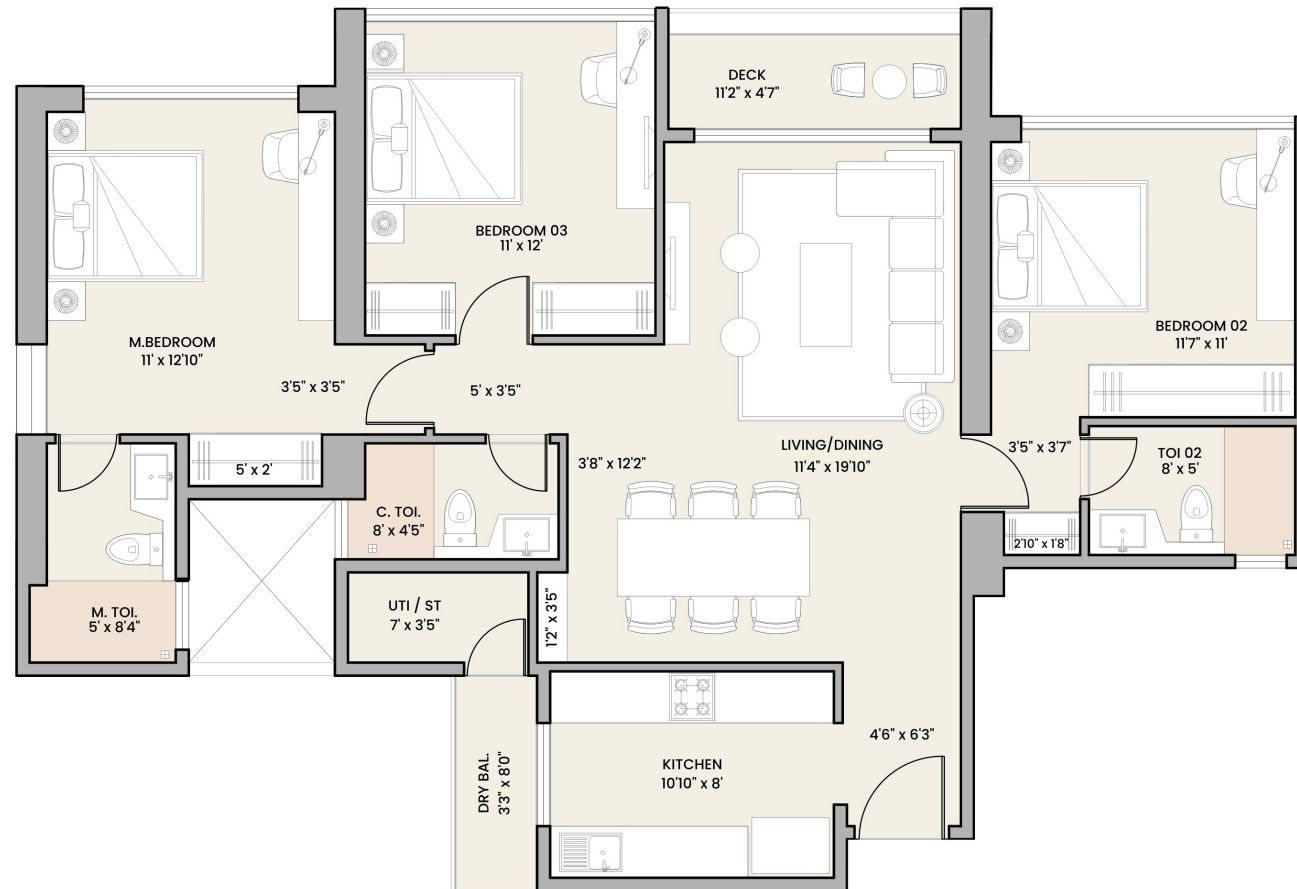 DECK
11'2" x 4'7"
BEDROOM 03
11' x 12'
M.BEDROOM
11' x 12'10"
BEDROOM 02
11'7" x 11'
3'5" x 3'5"
5' x 3'5"
LIVING/DINING
11'4" x 19'10"
3'5" x 3'7"
TOI 02
8' x 5'
3'8" x 12'2"
5' x 2'
C. TOI.
8' x 4'5"
2'10" x 1'8"
M. TOI.
5' x 8'4"
UTI / ST
7' x 3'5"
1'2" x 3'5"
4'6" x 6'3"
KITCHEN
10'10" x 8'
DRY BAL.
3'3" x 8'0"